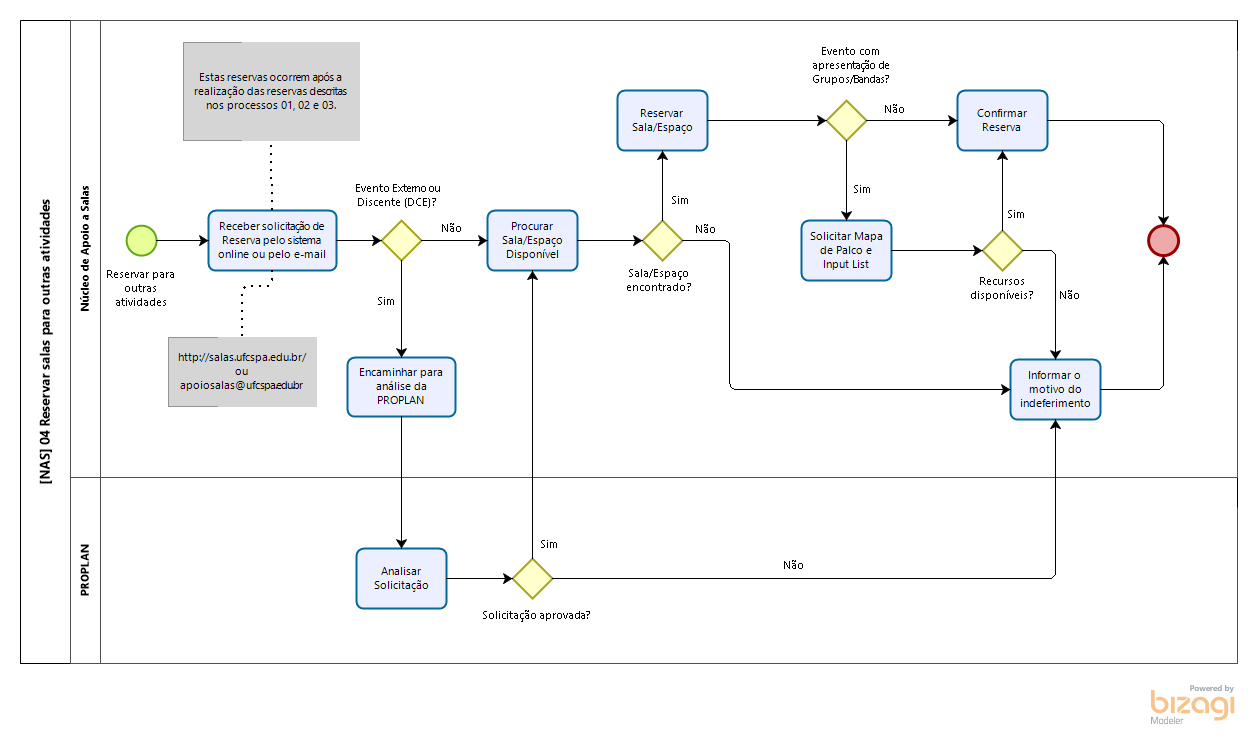 [NAS] 04 Reservar salas para outras atividades
Núcleo de Apoio a Salas
Estas reservas ocorrem após a
realização das reservas descritas
nos processos 01, 02 e 03.
Reservar para
outras
atividades
Receber solicitação de
Reserva pelo sistema
online ou pelo e-mail
http://salas.ufcspa.edu.br/
ou
apoiosalas@ufcspa.edu.br
Evento Externo ou
Discente (DCE)?
Não
Sim
Encaminhar para
análise da
PROPLAN
Procurar
Sala/Espaço
Disponível
Sala/Espaço
encontrado?
Sim
Não
Reservar
Sala/Espaço
Evento com
apresentação de
Grupos/Bandas?
Não
Sim
Solicitar Mapa
de Palco e
Input List
Recursos
disponíveis?
Sim
Não
Confirmar
Reserva
Informar o
motivo do
indeferimento
PROPLAN
Analisar
Solicitação
Solicitação aprovada?
Sim
Não
Powered by
bizagi
Modeler